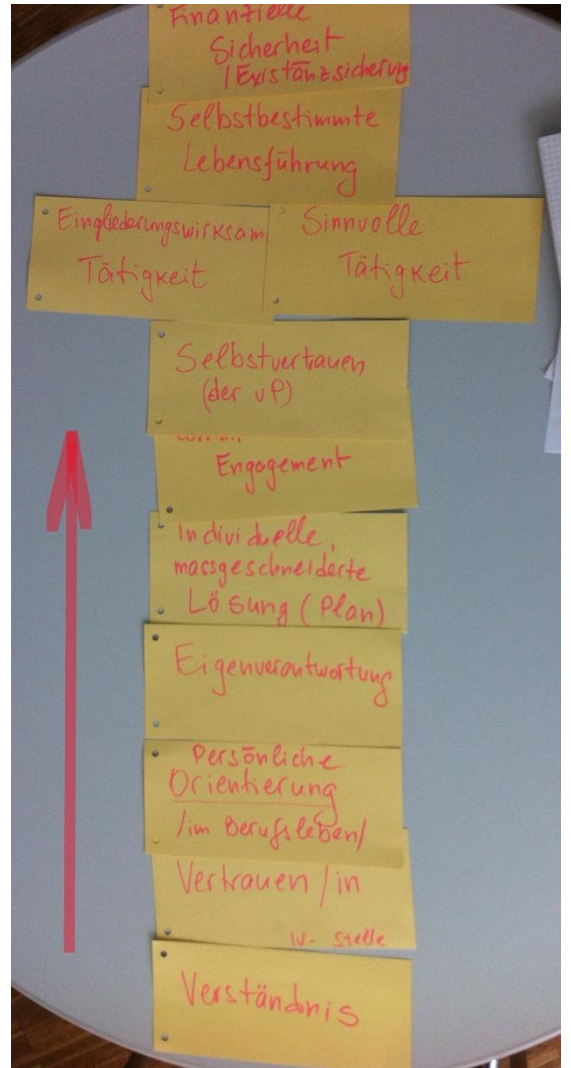 Finanzielle
Sicherheit
/Existänzsicherung
Selbstbestimmte
Lebensführung
Eingliederungswirksam
Tätigkeit
Sinnvolle
Tätigkeit
Selbstvertrauen
(der vP)
Engagement
Individuelle,
massgeschneiderte
Lösung (Plan)
Eigenverantwortung
Persönliche
Orientierung
/im Berufsleben/
Vertrauen /in
IV- Stelle
Verständnis